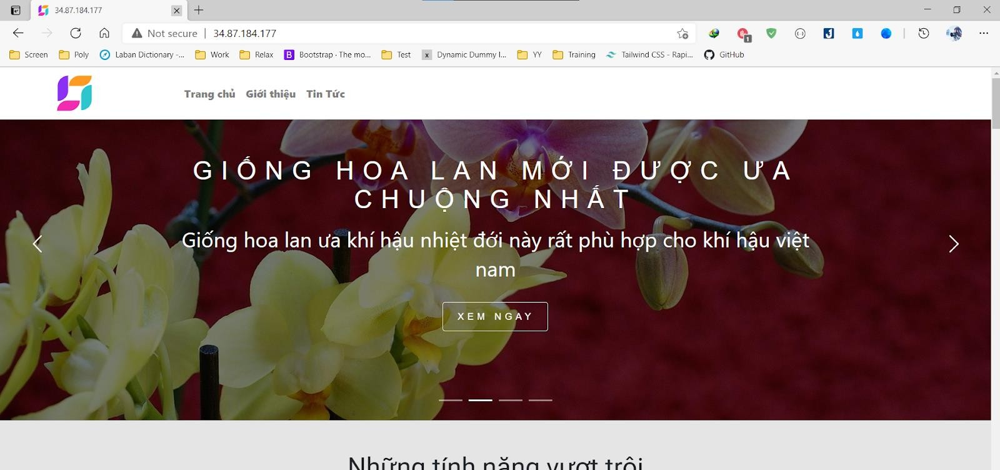 34.87.184.177
Not secure | 34.87.184.177
1
Screen Poly Laban Dictionary -... Work Relax B Bootstrap · The mo... Test x Dynamic Dummy I... YY Training Tailwind CSS - Rapi... GitHub
Trang chủ Giới thiệu Tin Tức
GIỐNG HOA LAN MỚI ĐƯỢC ƯA
CHUỘNG NHẤT
Giống hoa lan ưa khí hậu nhiệt đới này rất phù hợp cho khí hậu việt
nam
XEM NGAY
Những tính năng vượt trội